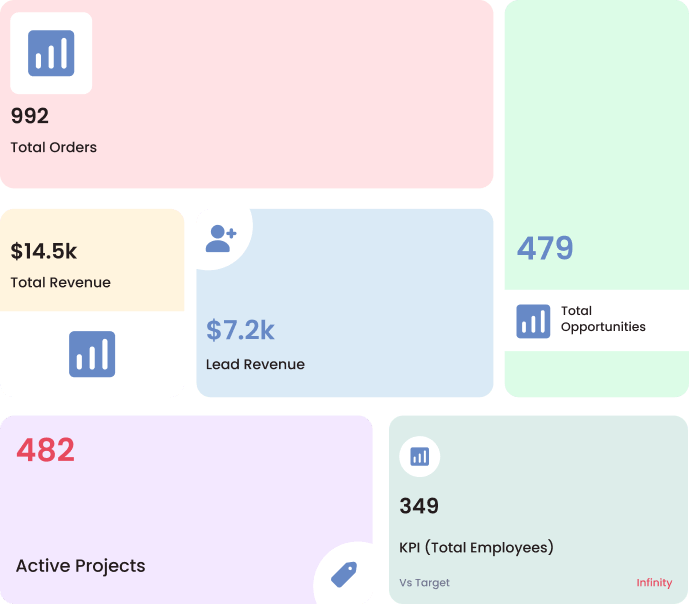 992
Total Orders
479
Total
Opportunities
$14.5k
Total Revenue
$7.2k
Lead Revenue
482
Active Projects
349
KPI (Total Employees)
Vs Target Infinity